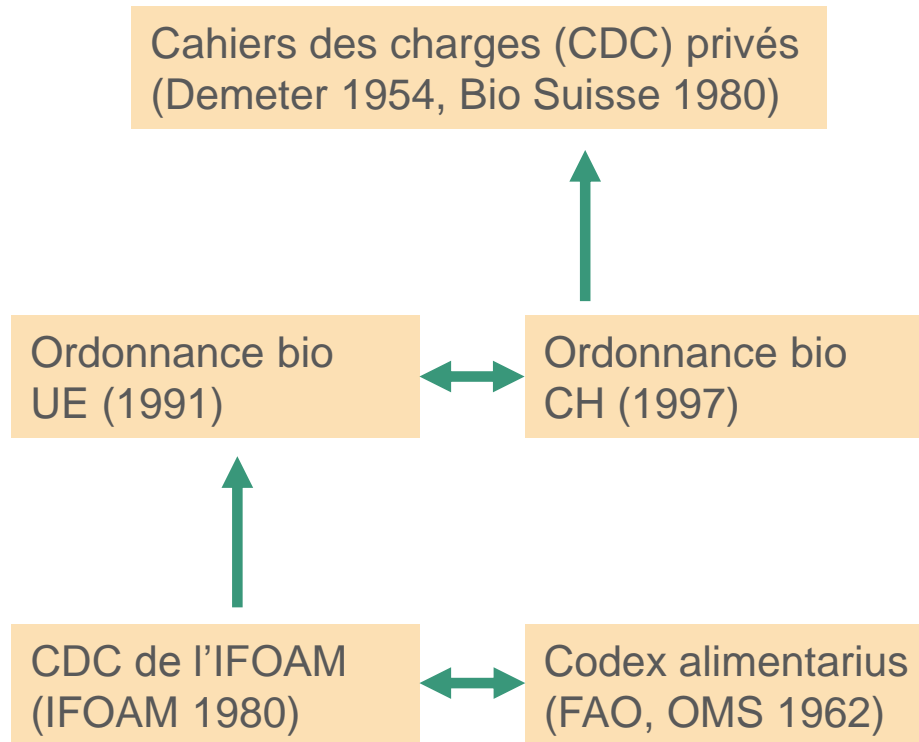 Cahiers des charges (CDC) privés
(Demeter 1954, Bio Suisse 1980)
Ordonnance bio
UE (1991)
Ordonnance bio
CH (1997)
CDC de l’IFOAM
(IFOAM 1980)
Codex alimentarius
(FAO, OMS 1962)